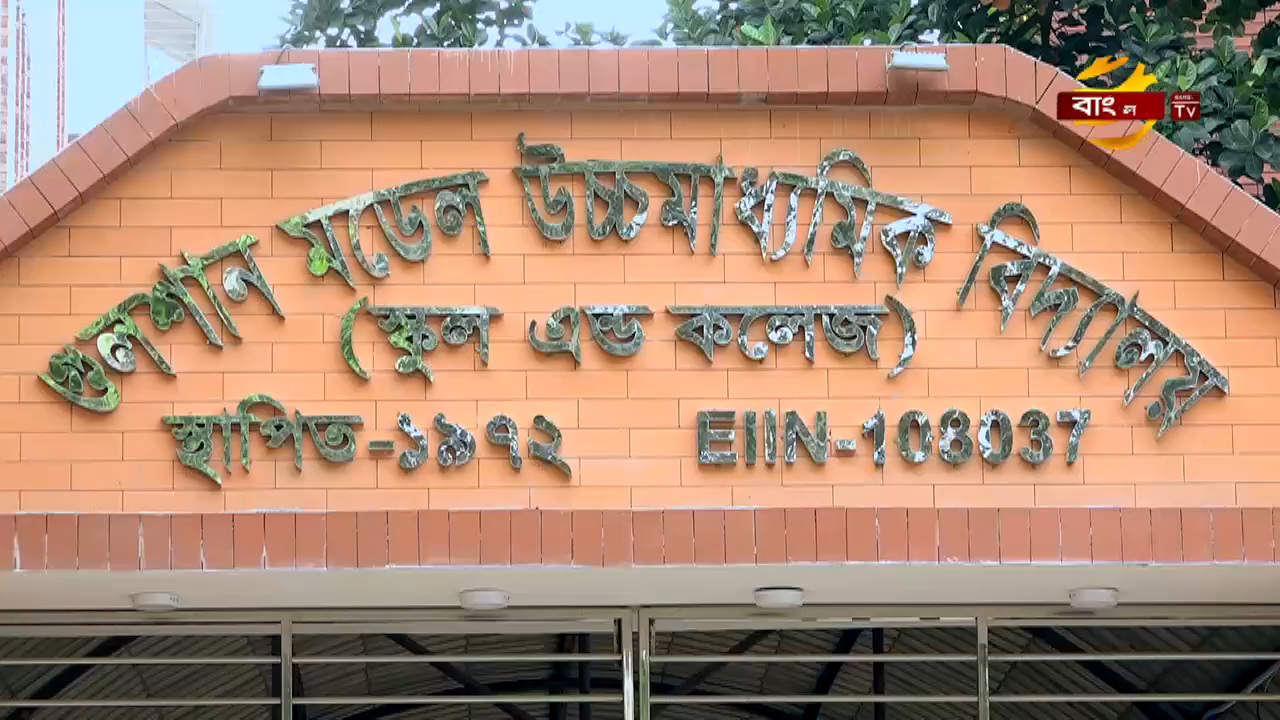 গুলশান মডেল উচ্চমাধ্যমিক বিদ্যালয়
(স্কুল এন্ড কলেজ)
স্থাপিত-১৯৭২ EIIN-108037
বাংলা TV